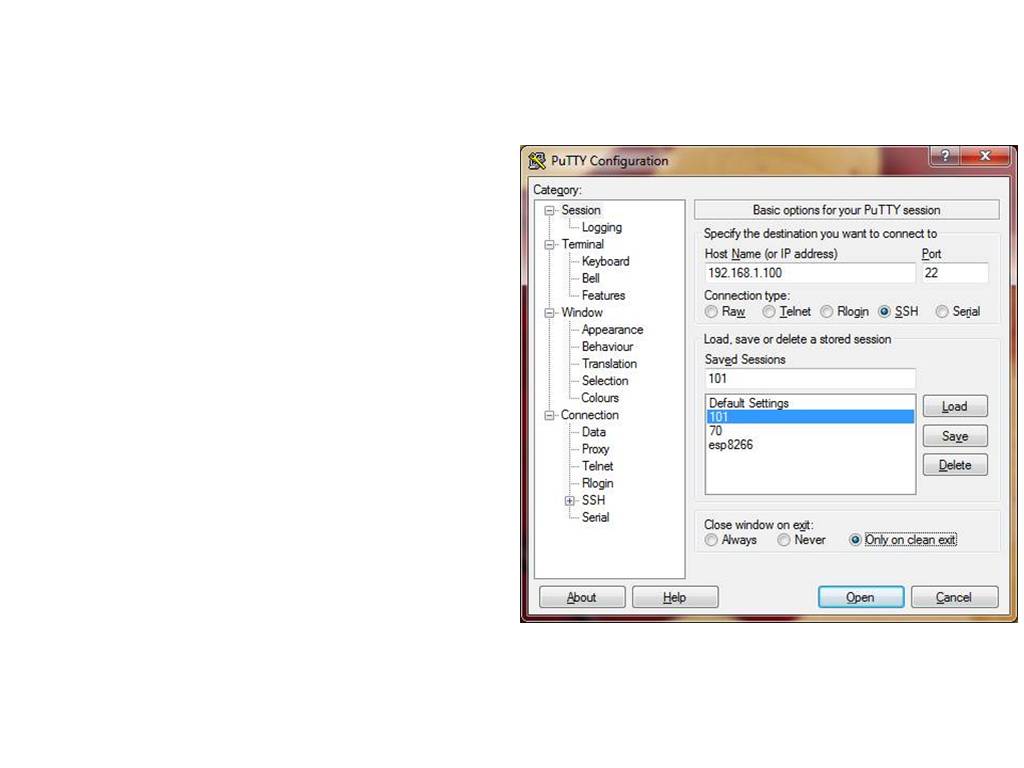 PuTTY Configuration
?
Category:
Session
Logging
Terminal
Keyboard
Bell
Features
Window
Appearance
Behaviour
Translation
Selection
Colours
Connection
Data
Proxy
Telnet
Rlogin
SSH
Serial
Basic options for your PuTTY session
Specify the destination you want to connect to
Host Name (or IP address) Port
192.168.1.100 22
Connection type:
Raw Telnet Rlogin SSH Serial
Load, save or delete a stored session
Saved Sessions
101
Default Settings
101
70
esp8266
Load
Save
Delete
Close window on exit:
Always Never Only on clean exit
About Help Open Cancel